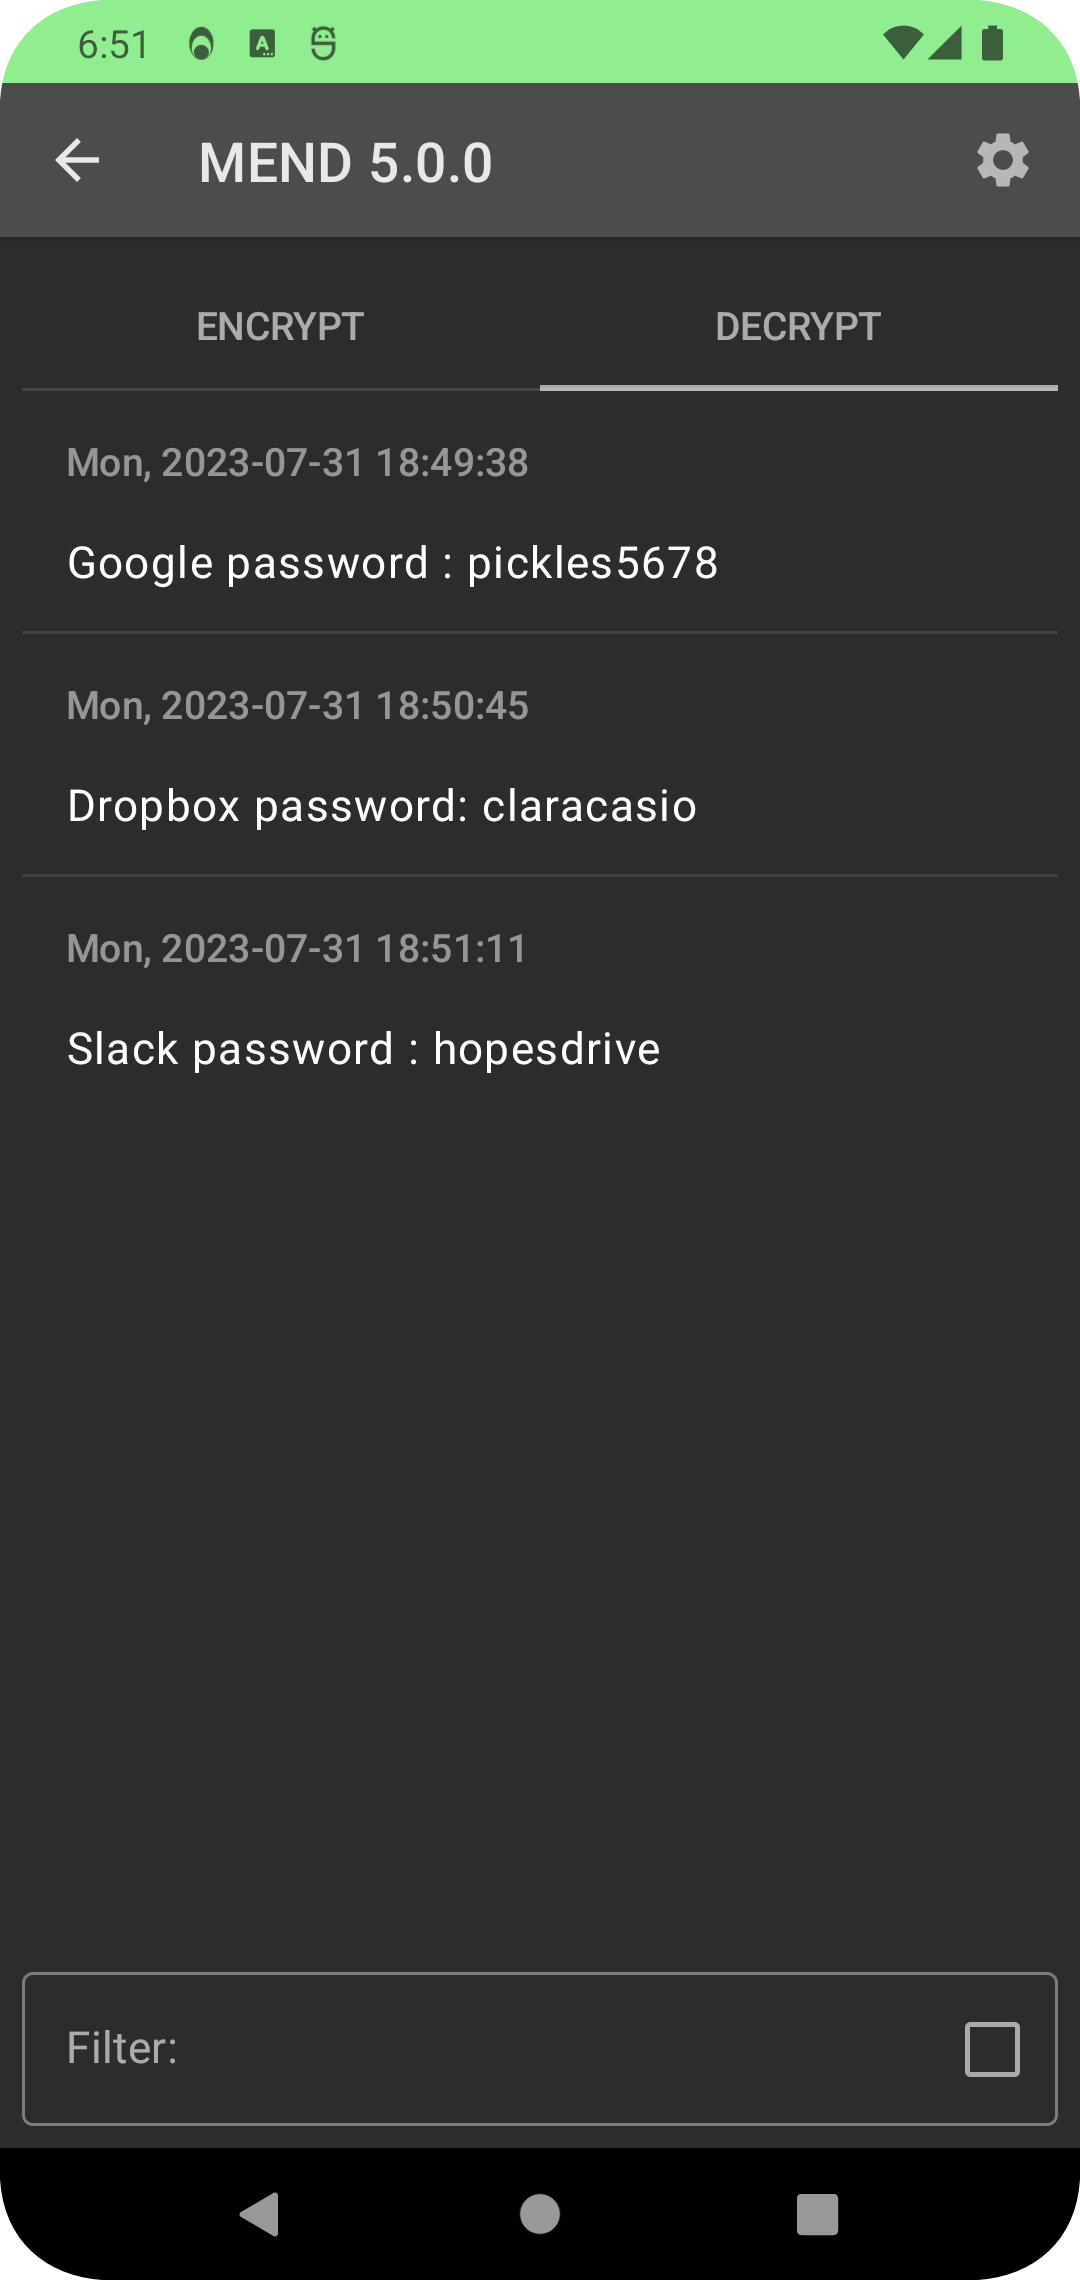 6:51
MEND 5.0.0
ENCRYPT
DECRYPT
Mon, 2023-07-31 18:49:38
Google password : pickles5678
Mon, 2023-07-31 18:50:45
Dropbox password: claracasio
Mon, 2023-07-31 18:51:11
Slack password : hopesdrive
Filter: